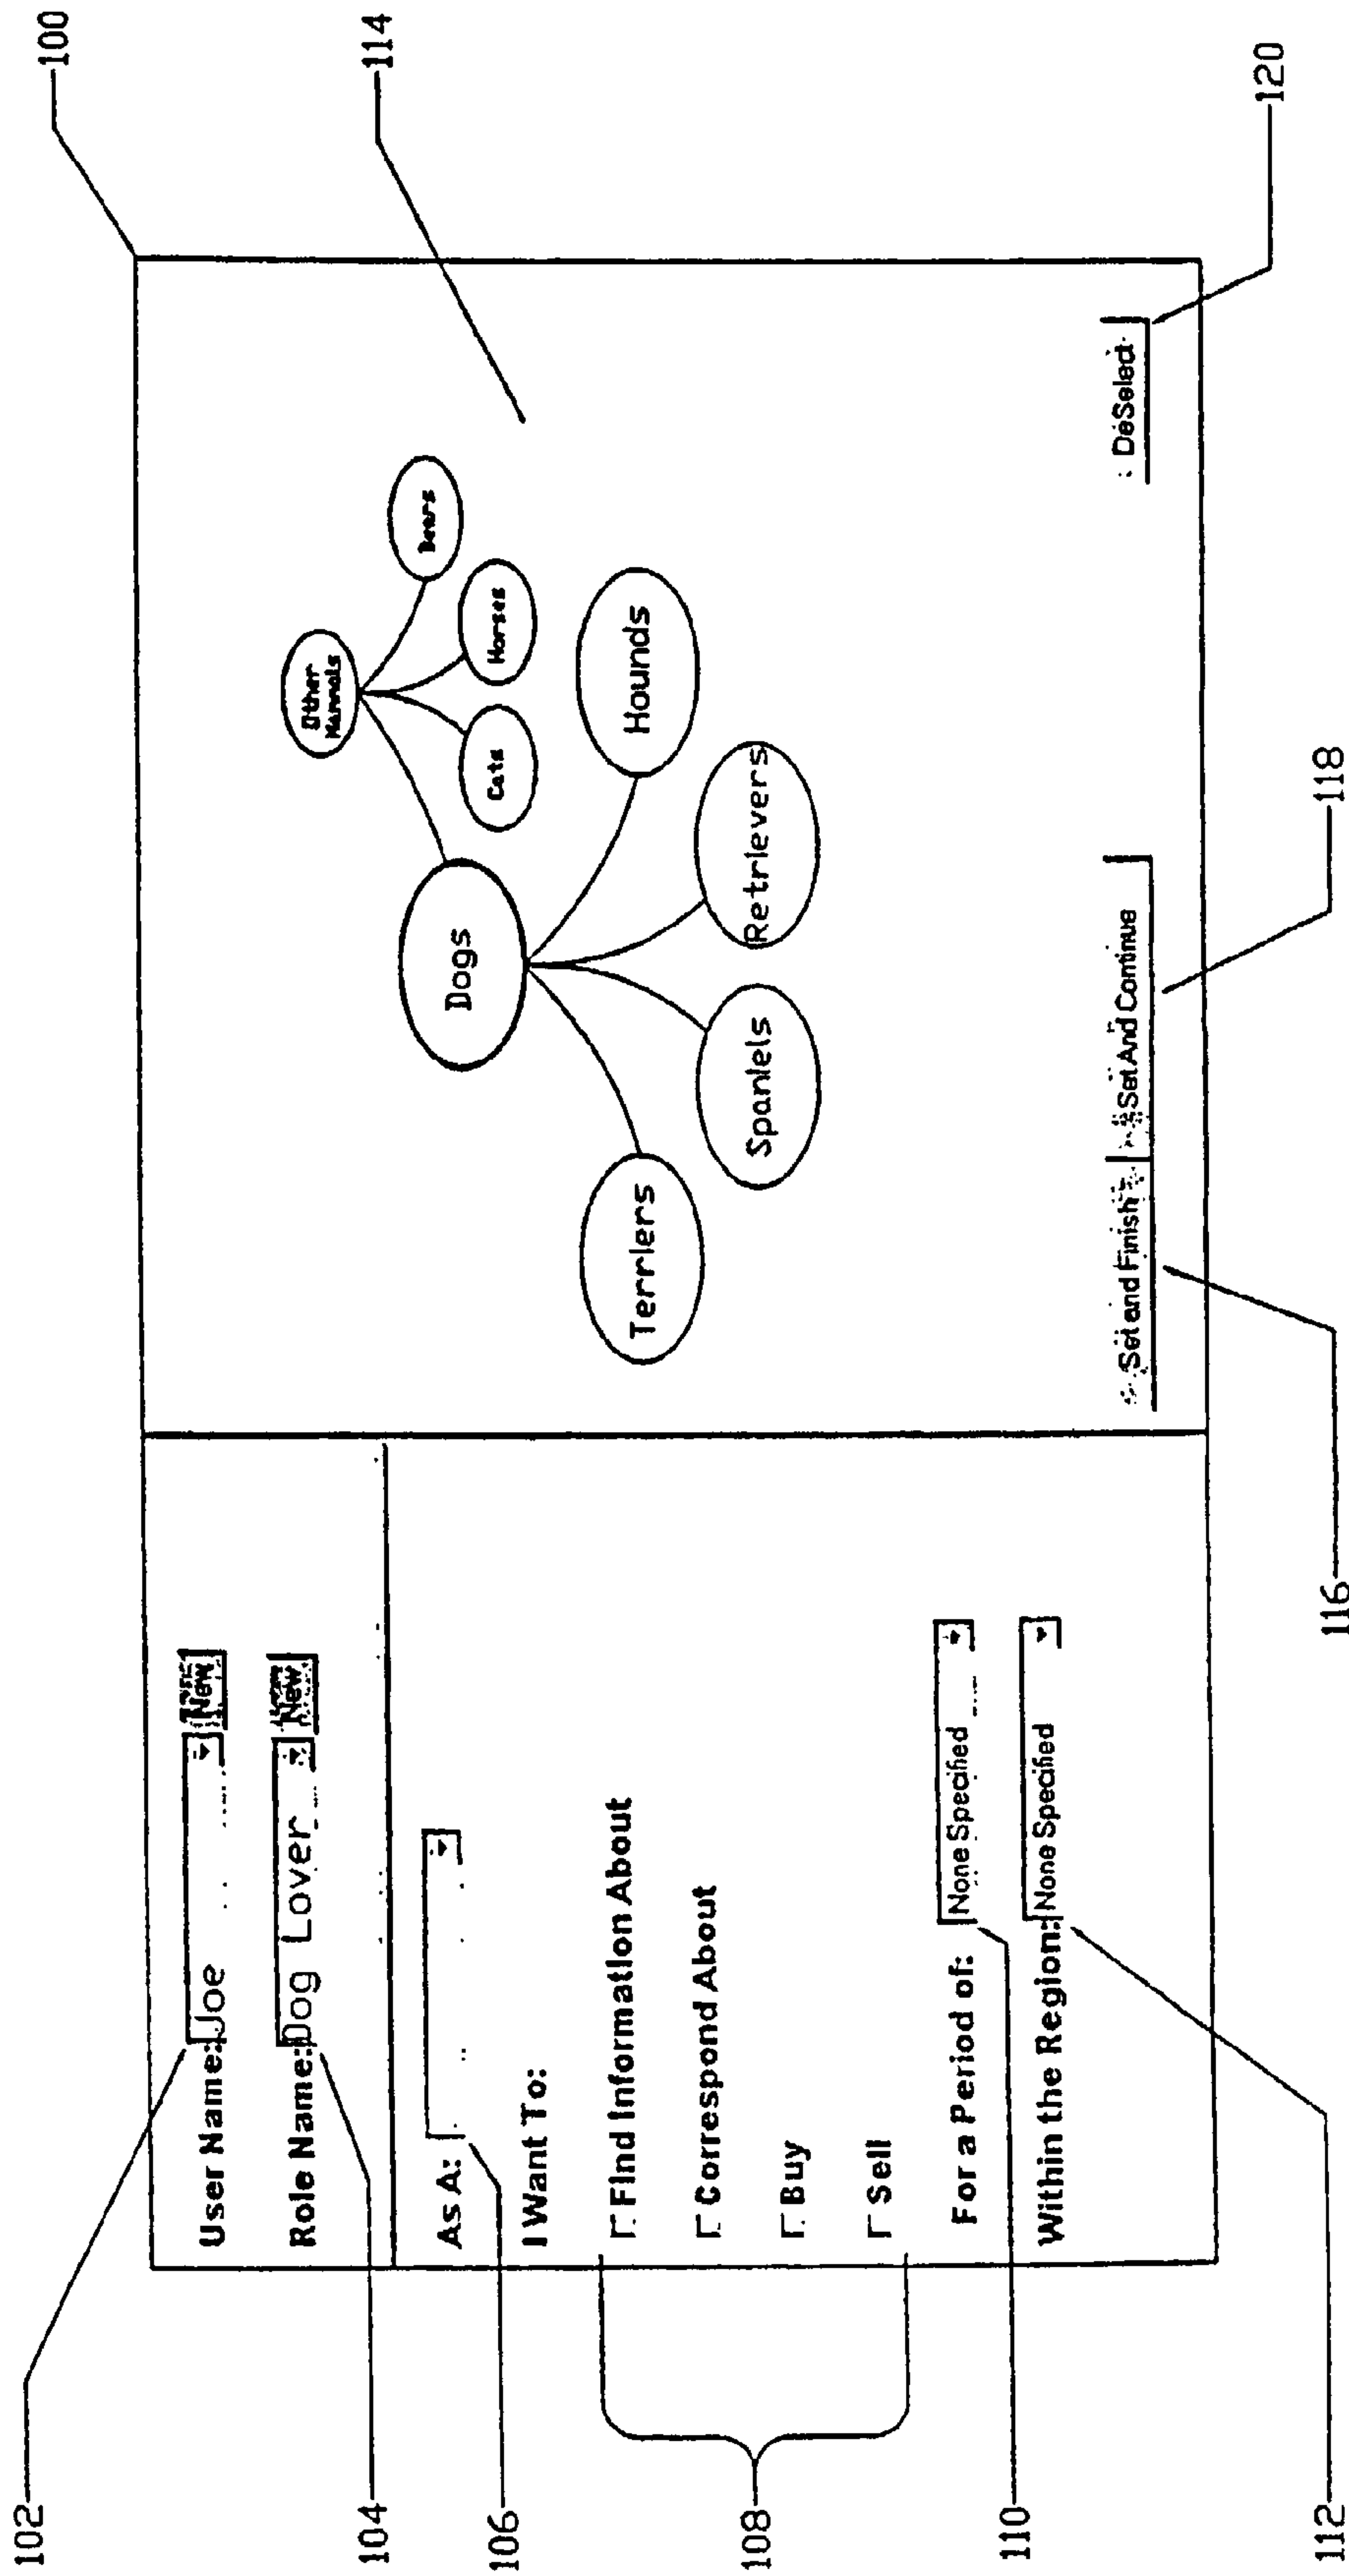 100
114
102
104
106
108
110
112
User Name: Joe New
Role Name: Dog Lover New
As A:
I Want To:
Find Information About
Correspond About
Buy
Sell
For a Period of: None Specified
Within the Region: None Specified
Other
Mammals
Bears
Horses
Cats
Dogs
Hounds
Retrievers
Spaniels
Terriers
Set and Finish
Set And Continue
DeSelect
116
118
120